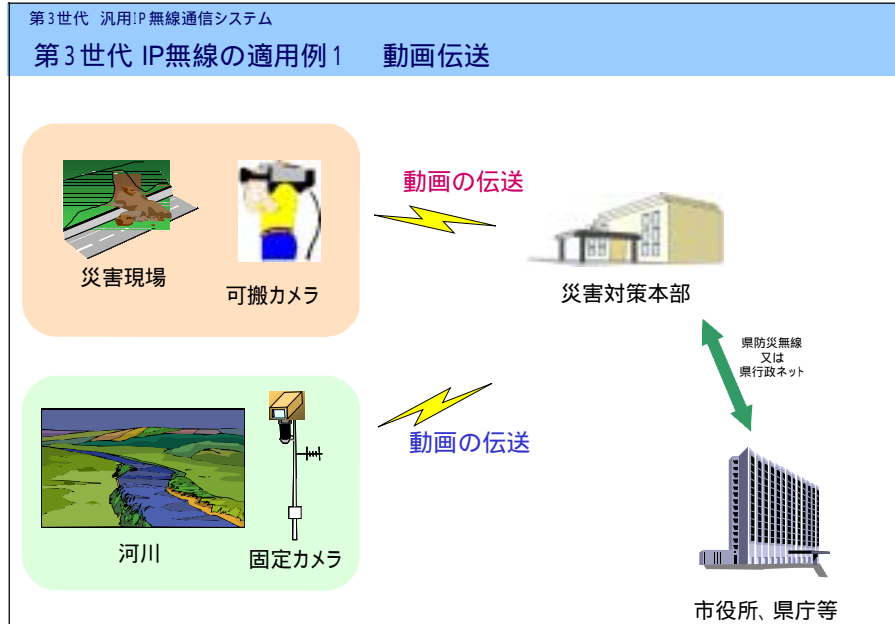 第3世代 汎用IP無線通信システム
第3世代 IP無線の適用例1 動画伝送
災害現場
可搬カメラ
動画の伝送
災害対策本部
県防災無線
又は
県行政ネット
動画の伝送
河川
固定カメラ
市役所、県庁等